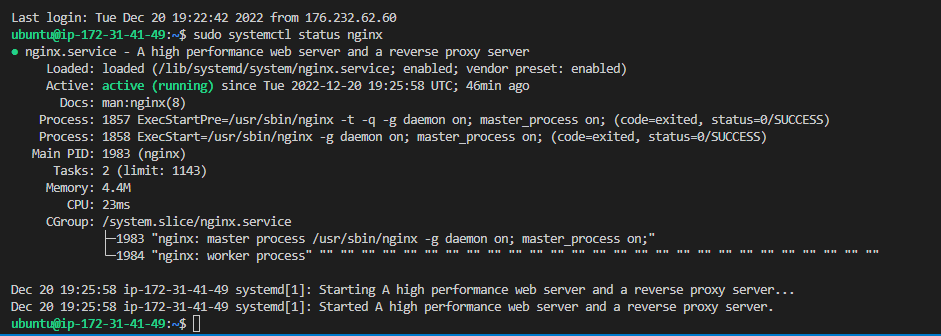 Last login: Tue Dec 20 19:22:42 2022 from 176.232.62.60
ubuntu@ip-172-31-41-49:~$ sudo systemctl status nginx
● nginx.service - A high performance web server and a reverse proxy server
Loaded: loaded (/lib/systemd/system/nginx.service; enabled; vendor preset: enabled)
Active: active (running) since Tue 2022-12-20 19:25:58 UTC; 46min ago
Docs: man:nginx(8)
Process: 1857 ExecStartPre=/usr/sbin/nginx -t -q -g daemon on; master_process on; (code=exited, status=0/SUCCESS)
Process: 1858 ExecStart=/usr/sbin/nginx -g daemon on; master_process on; (code=exited, status=0/SUCCESS)
Main PID: 1983 (nginx)
Tasks: 2 (limit: 1143)
Memory: 4.4M
CPU: 23ms
CGroup: /system.slice/nginx.service
├─1983 "nginx: master process /usr/sbin/nginx -g daemon on; master_process on;"
└─1984 "nginx: worker process" "" "" "" "" "" "" "" "" "" "" "" "" "" "" "" "" "" "" "" "" "" "" "" "" "" "" ""
Dec 20 19:25:58 ip-172-31-41-49 systemd[1]: Starting A high performance web server and a reverse proxy server...
Dec 20 19:25:58 ip-172-31-41-49 systemd[1]: Started A high performance web server and a reverse proxy server.
ubuntu@ip-172-31-41-49:~$